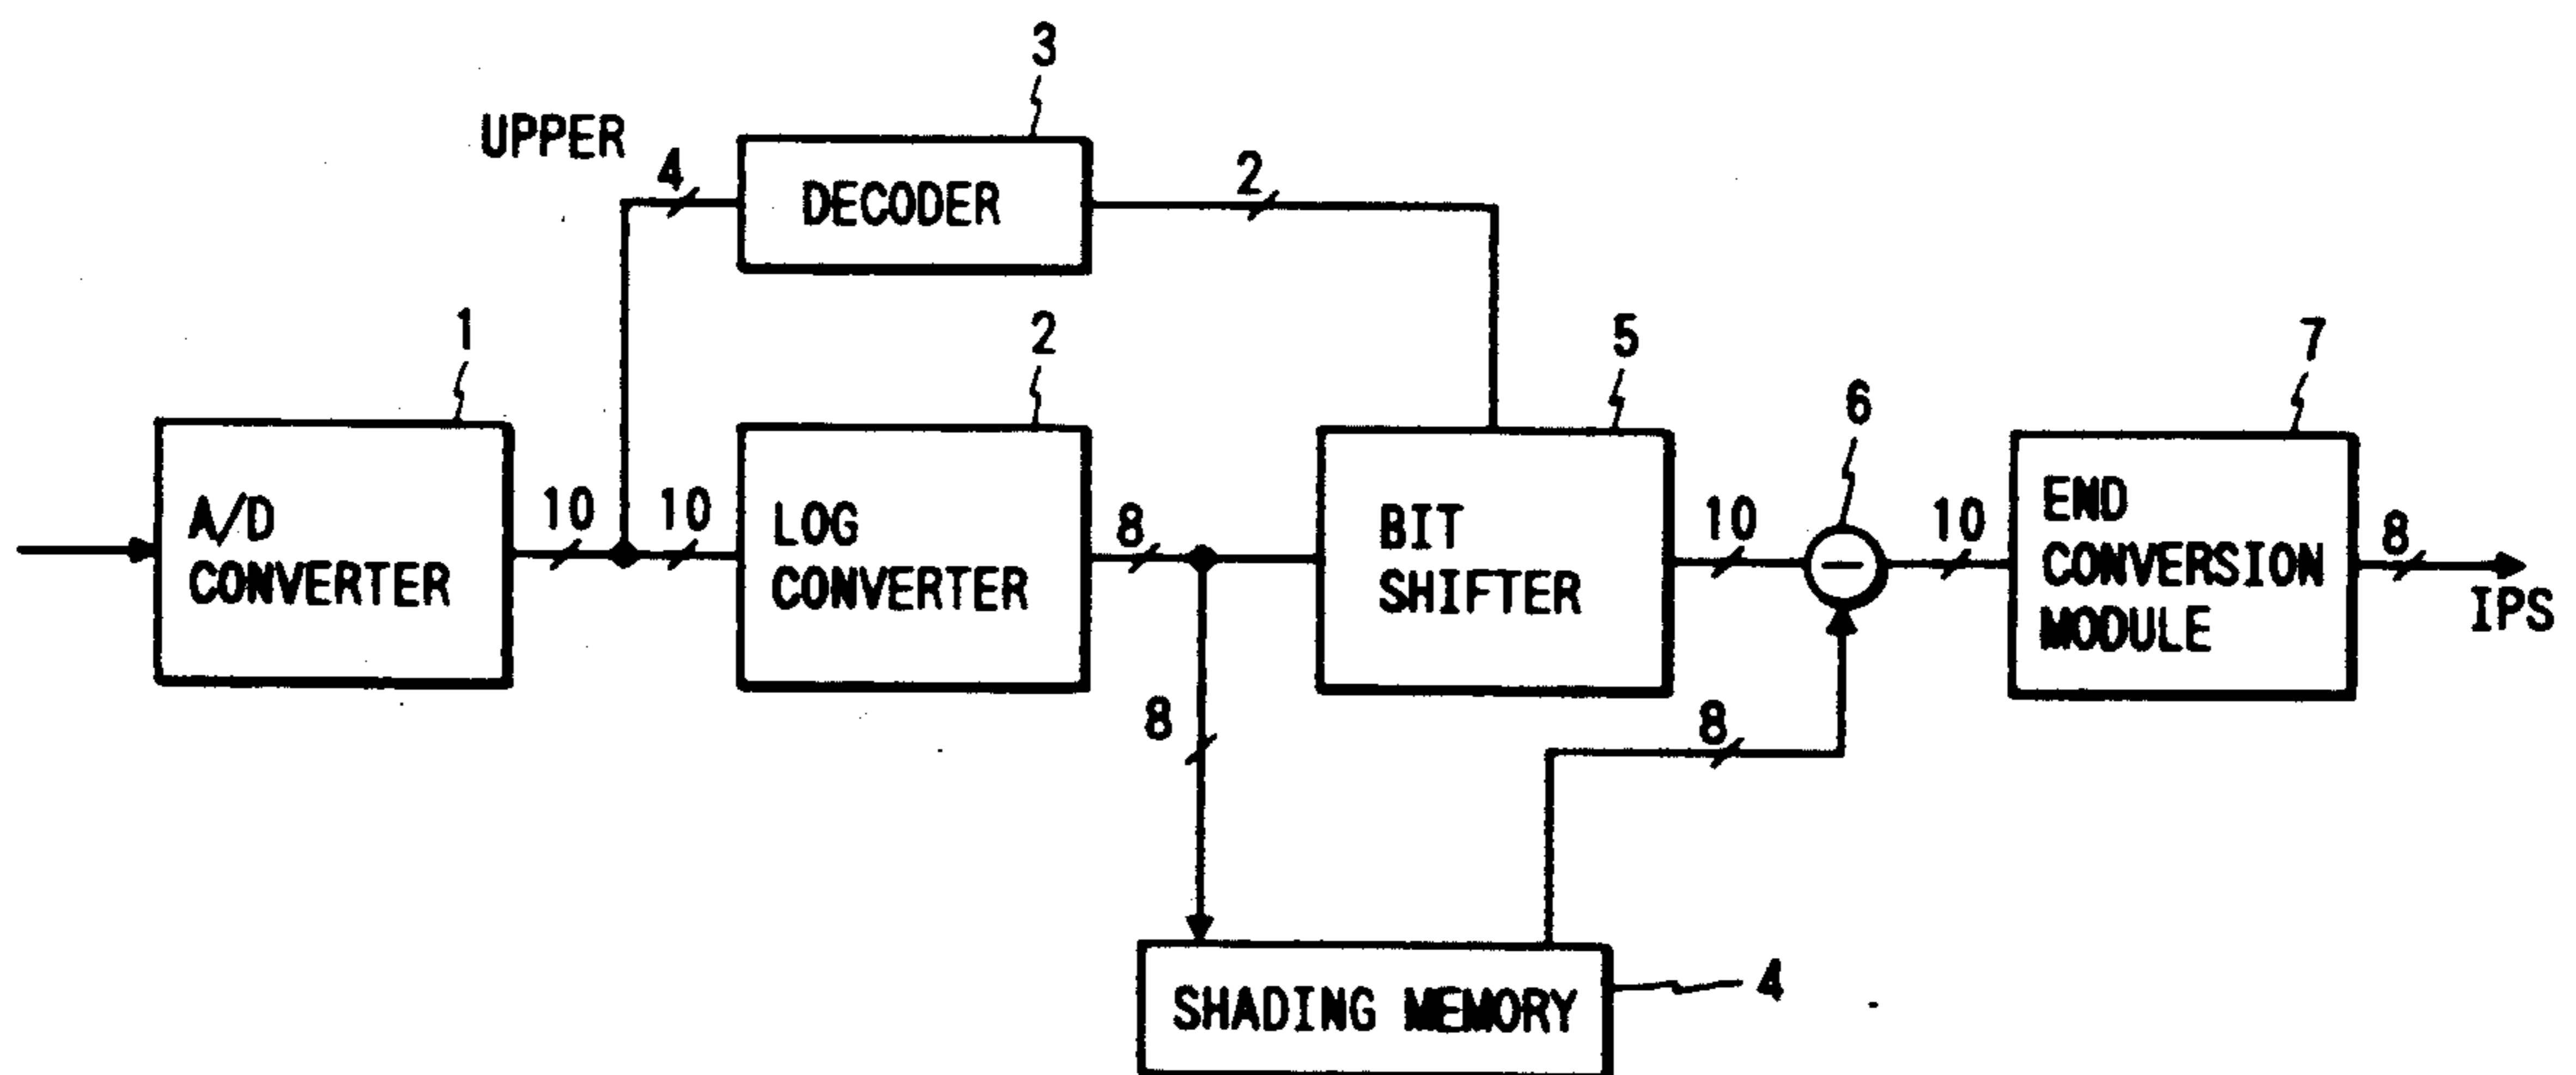 3
UPPER
4
DECODER
2
1
2
5
6
7
A/D
CONVERTER
10
10
LOG
CONVERTER
8
BIT
SHIFTER
10
10
END
CONVERSION
MODULE
8
IPS
8
8
SHADING MEMORY
4